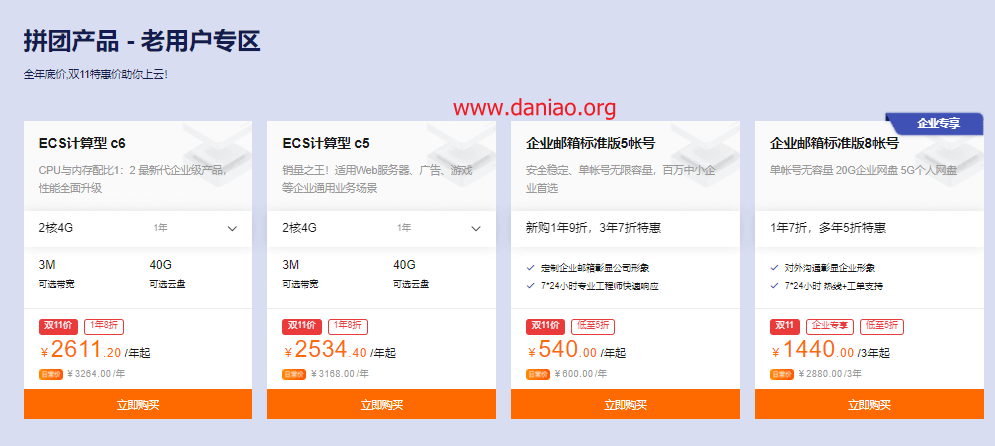 拼团产品 - 老用户专区
全年底价,双11特惠价助你上云!
www.daniao.org
ECS计算型 c6
CPU与内存配比1：2 最新代企业级产品，
性能全面升级
2核4G 1年
3M 40G
可选带宽 可选云盘
双11价 1年8折
¥2611.20 /年起
日常价 ¥3264.00 /年
立即购买
ECS计算型 c5
销量之王！适用Web服务器、广告、游戏
等企业通用业务场景
2核4G 1年
3M 40G
可选带宽 可选云盘
双11价 1年8折
¥2534.40 /年起
日常价 ¥3168.00 /年
立即购买
企业邮箱标准版5帐号
安全稳定、单帐号无限容量，百万中小企
业首选
新购1年9折，3年7折特惠
定制企业邮箱彰显公司形象
7*24小时专业工程师快速响应
双11价 低至5折
¥540.00 /年起
日常价 ¥600.00 /年
立即购买
企业专享
企业邮箱标准版8帐号
单帐号无容量 20G企业网盘 5G个人网盘
1年7折，多年5折特惠
对外沟通彰显企业形象
7*24小时 热线+工单支持
双11 企业专享 低至5折
¥1440.00 /3年起
日常价 ¥2880.00 /3年
立即购买